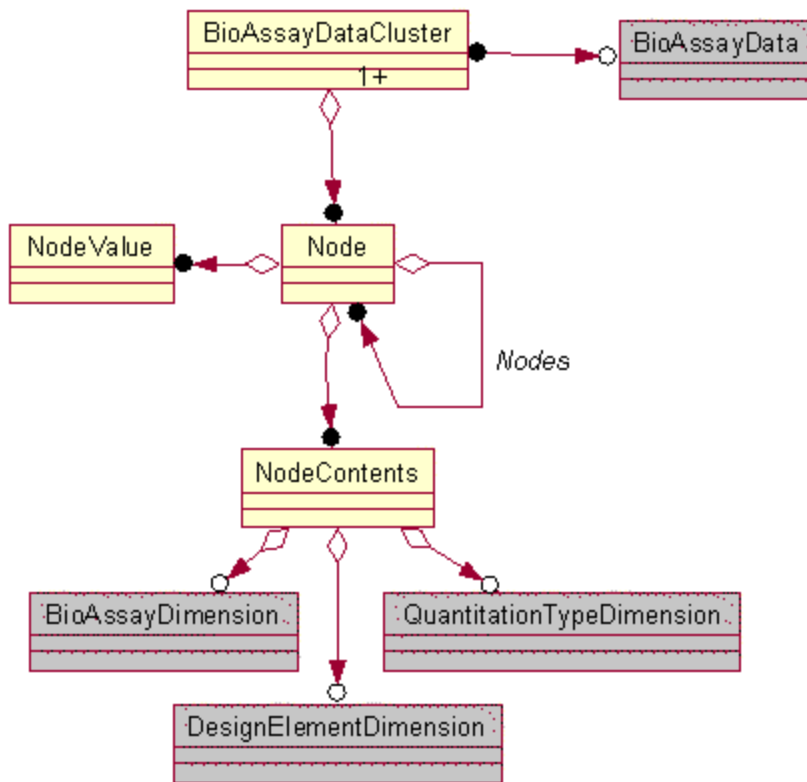 BioAssayDataCluster
BioAssayData
1+
NodeValue
Node
Nodes
NodeContents
BioAssayDimension
QuantitationTypeDimension
DesignElementDimension